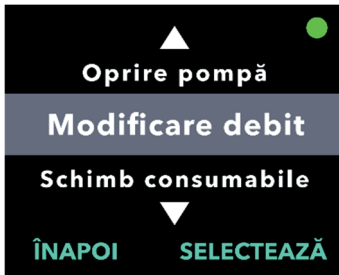 Oprire pompă
Modificare debit
Schimb consumabile
ÎNAPOI SELECTEAZĂ